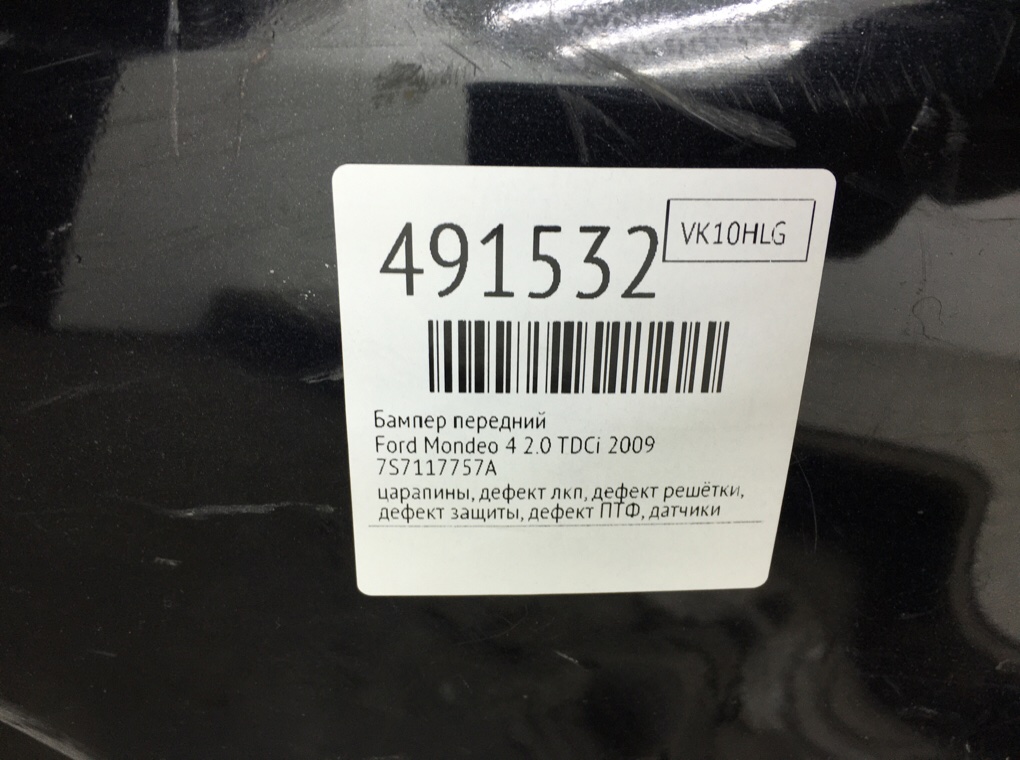 491532
VK10HLG
Бампер передний
Ford Mondeo 4 2.0 TDCi 2009
7S7117757A
царапины, дефект лкп, дефект решётки,
дефект защиты, дефект ПТФ, датчики